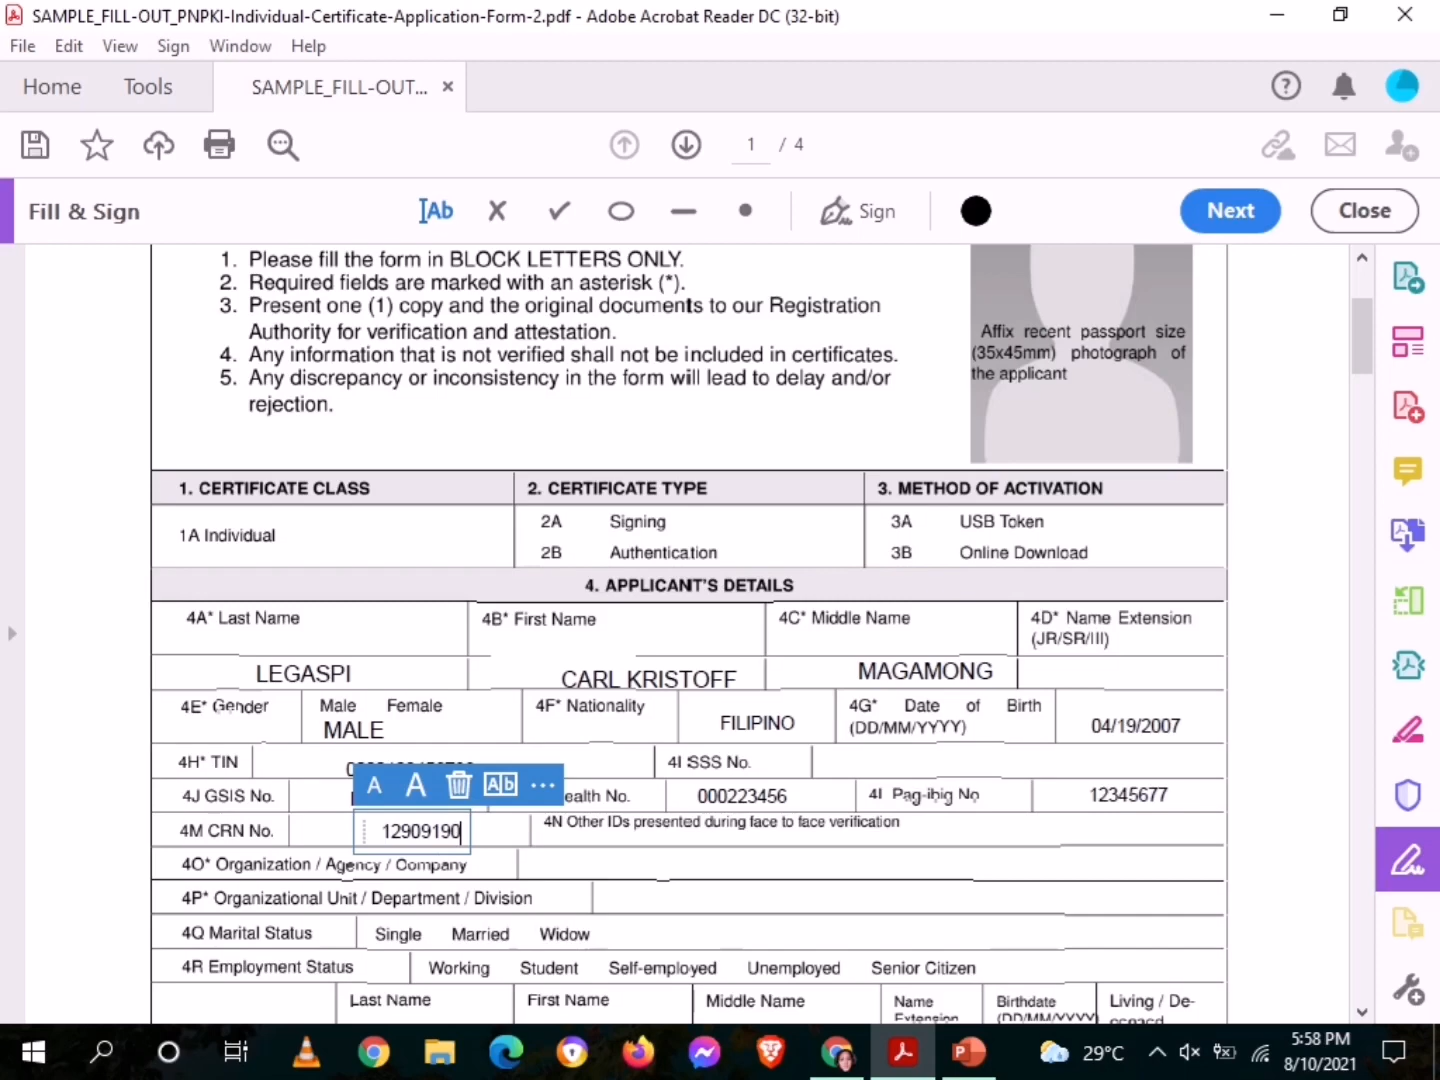 SAMPLE_FILL-OUT_PNPKI-Individual-Certificate-Application-Form-2.pdf - Adobe Acrobat Reader DC (32-bit)
File Edit View Sign Window Help
Home Tools SAMPLE_FILL-OUT... ×
1 / 4
Fill & Sign IAb Sign Next Close
1. Please fill the form in BLOCK LETTERS ONLY.
2. Required fields are marked with an asterisk (*).
3. Present one (1) copy and the original documents to our Registration
Authority for verification and attestation.
4. Any information that is not verified shall not be included in certificates.
5. Any discrepancy or inconsistency in the form will lead to delay and/or
rejection.
Affix recent passport size
(35x45mm) photograph of
the applicant
1. CERTIFICATE CLASS 2. CERTIFICATE TYPE 3. METHOD OF ACTIVATION
1A Individual
2A Signing 3A USB Token
2B Authentication 3B Online Download
4. APPLICANT'S DETAILS
4A* Last Name 4B* First Name 4C* Middle Name 4D* Name Extension
(JR/SR/III)
LEGASPI CARL KRISTOFF MAGAMONG
4E* Gender Male Female 4F* Nationality FILIPINO 4G* Date of Birth
(DD/MM/YYYY) 04/19/2007
MALE
4H* TIN 4I SSS No.
A A Ab ...
4J GSIS No. ealth No. 000223456 4I Pag-ibig No 12345677
4M CRN No. 12909190 4N Other IDs presented during face to face verification
4O* Organization / Agency / Company
4P* Organizational Unit / Department / Division
4Q Marital Status Single Married Widow
4R Employment Status Working Student Self-employed Unemployed Senior Citizen
Last Name First Name Middle Name Name
Extension Birthdate
(DD/MM/YYYY) Living / De-
29°C 5:58 PM
8/10/2021